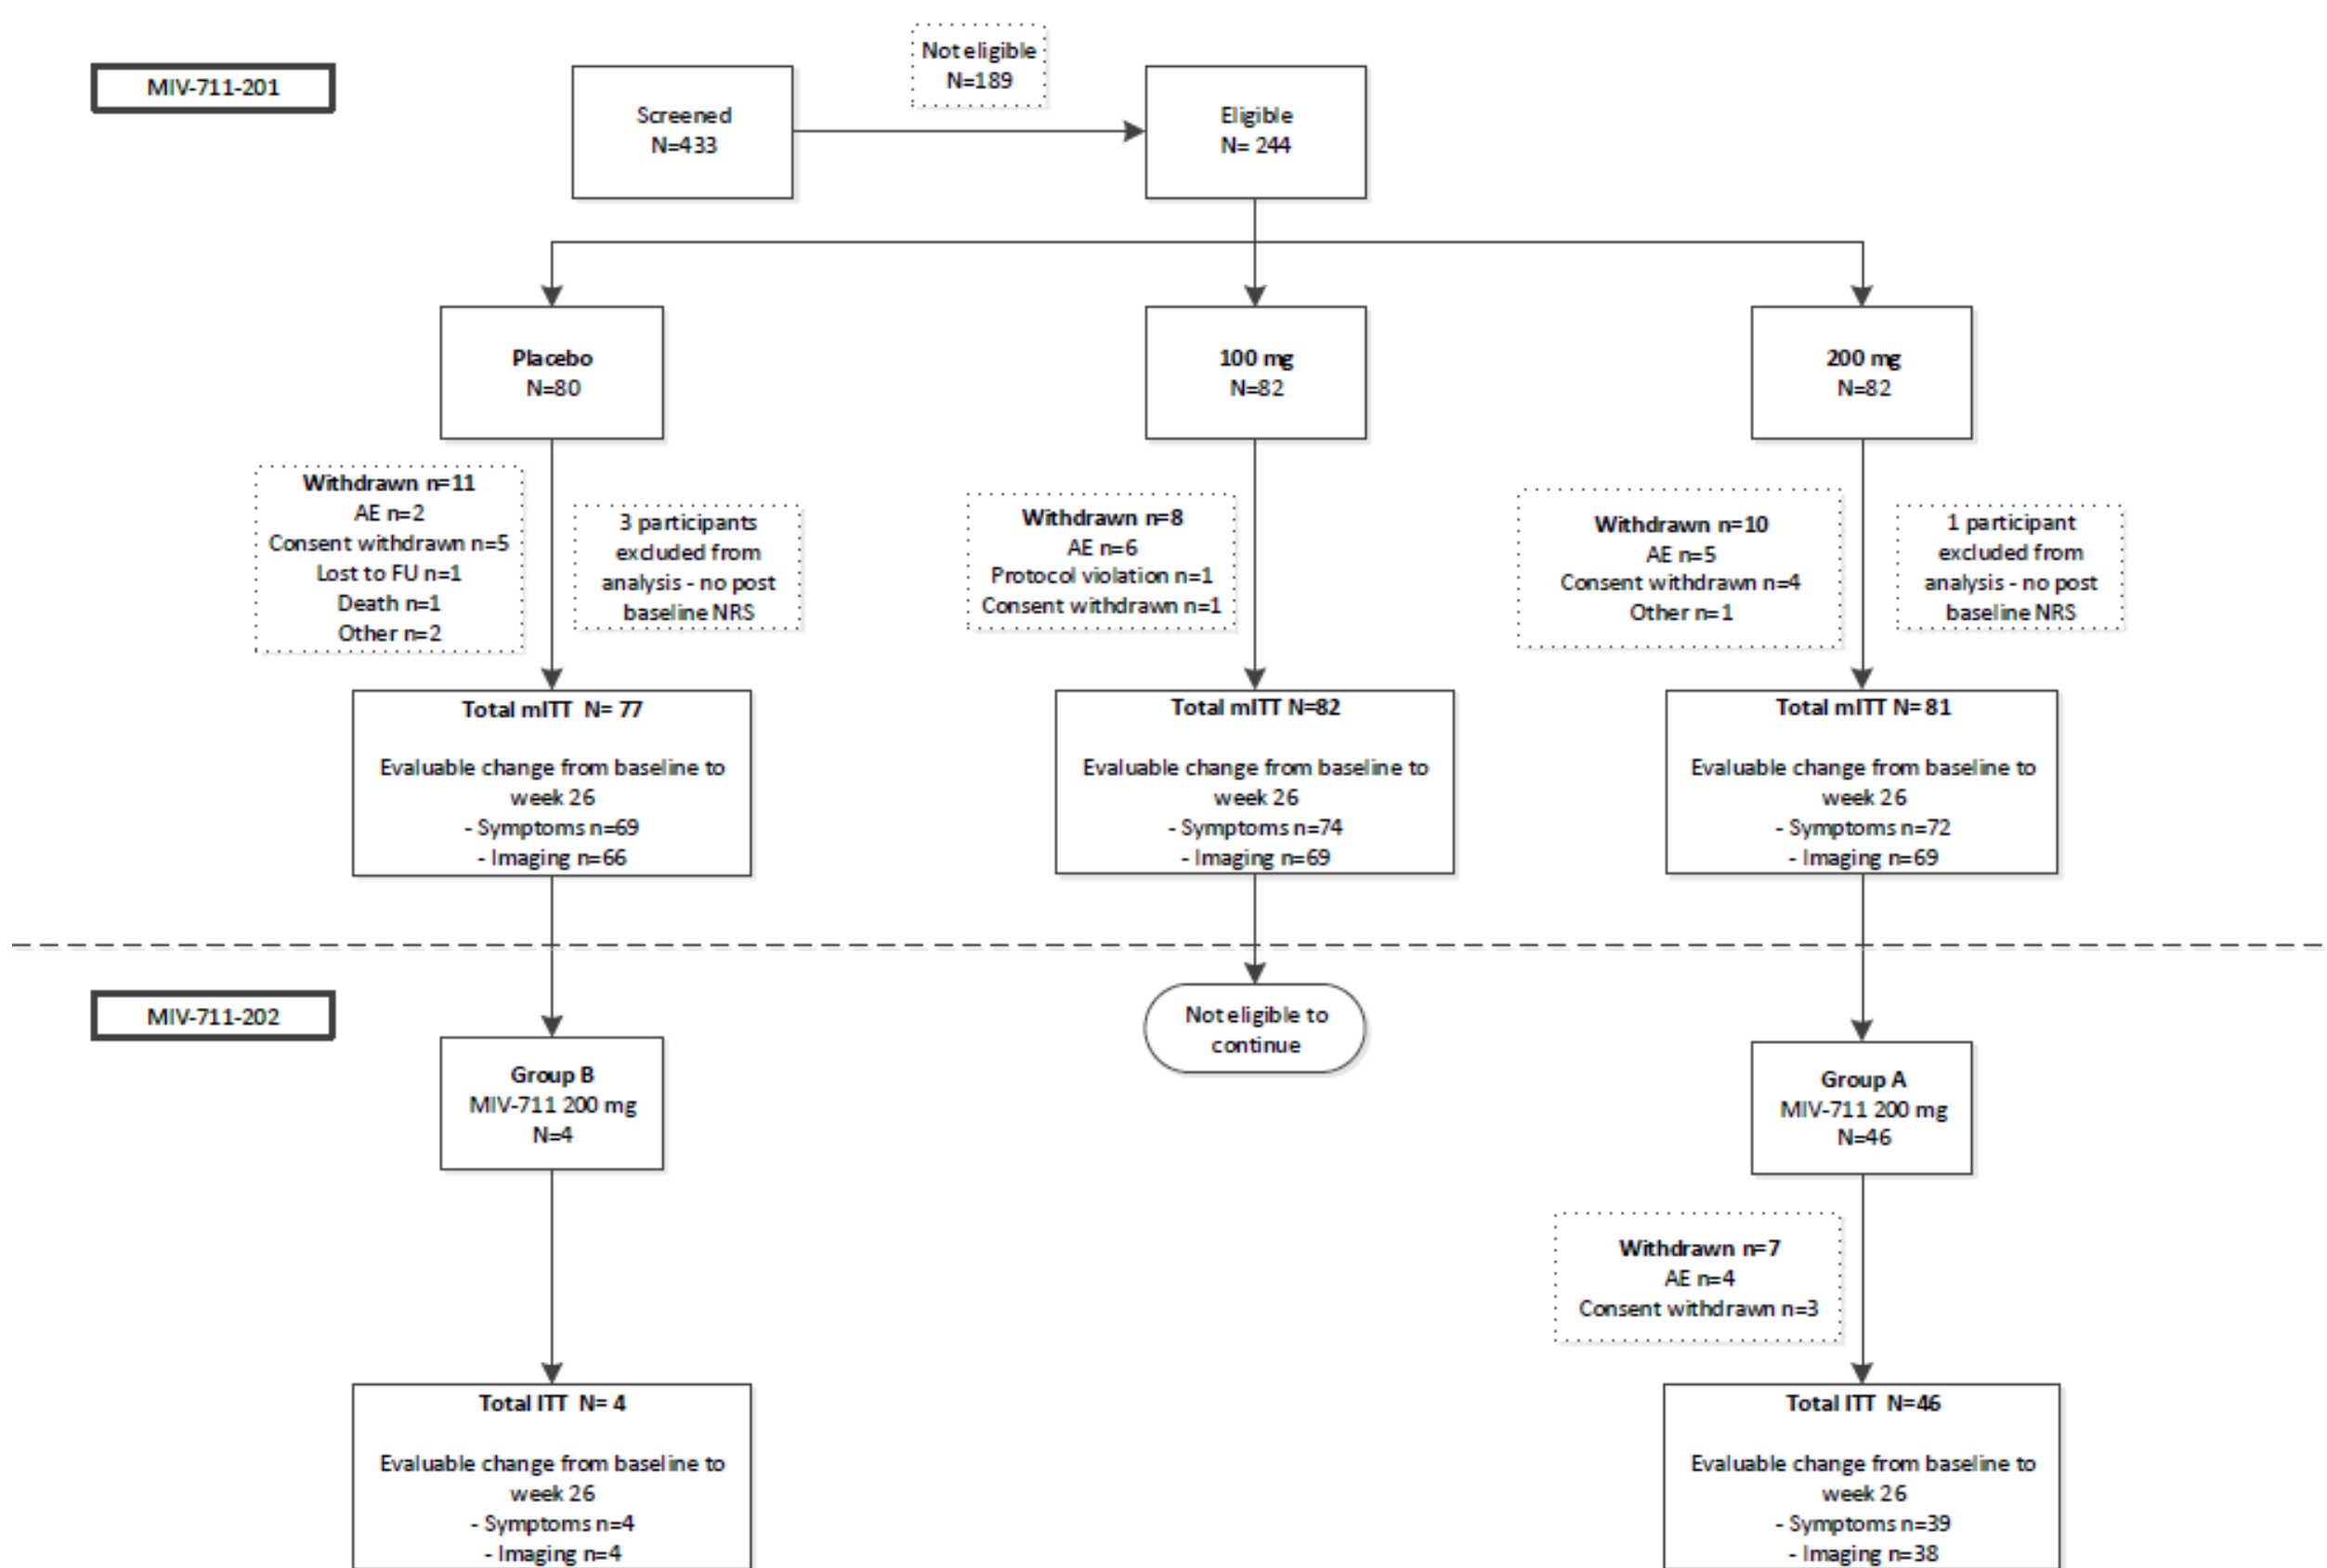 MIV-711-201
Not eligible
N=189
Screened
N=433
Eligible
N= 244
Placebo
N=80
100 mg
N=82
200 mg
N=82
Withdrawn n=11
AE n=2
Consent withdrawn n=5
Lost to FU n=1
Death n=1
Other n=2
3 participants
excluded from
analysis - no post
baseline NRS
Withdrawn n=8
AE n=6
Protocol violation n=1
Consent withdrawn n=1
Withdrawn n=10
AE n=5
Consent withdrawn n=4
Other n=1
1 participant
excluded from
analysis - no post
baseline NRS
Total mITT N= 77
Evaluable change from baseline to
week 26
- Symptoms n=69
- Imaging n=66
Total mITT N=82
Evaluable change from baseline to
week 26
- Symptoms n=74
- Imaging n=69
Total mITT N= 81
Evaluable change from baseline to
week 26
- Symptoms n=72
- Imaging n=69
MIV-711-202
Group B
MIV-711 200 mg
N=4
Not eligible to
continue
Group A
MIV-711 200 mg
N=46
Withdrawn n=7
AE n=4
Consent withdrawn n=3
Total ITT N= 4
Evaluable change from baseline to
week 26
- Symptoms n=4
- Imaging n=4
Total ITT N=46
Evaluable change from baseline to
week 26
- Symptoms n=39
- Imaging n=38